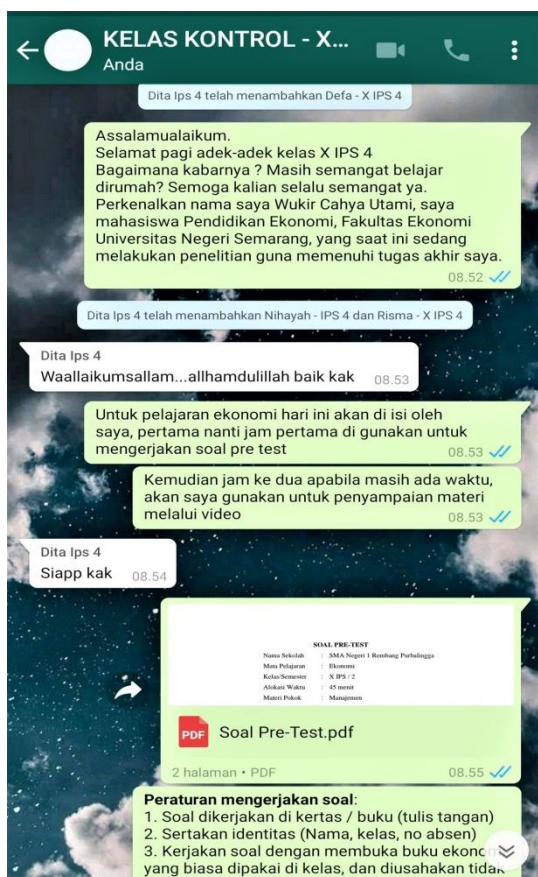 KELAS KONTROL - X...
Anda
Dita Ips 4 telah menambahkan Defa - X IPS 4
Assalamualaikum.
Selamat pagi adek-adek kelas X IPS 4
Bagaimana kabarnya ? Masih semangat belajar
dirumah? Semoga kalian selalu semangat ya.
Perkenalkan nama saya Wukir Cahya Utami, saya
mahasiswa Pendidikan Ekonomi, Fakultas Ekonomi
Universitas Negeri Semarang, yang saat ini sedang
melakukan penelitian guna memenuhi tugas akhir saya.
08.52
Dita Ips 4 telah menambahkan Nihayah - IPS 4 dan Risma - X IPS 4
Dita Ips 4
Waallaikumsallam...allhamdulillah baik kak 08.53
Untuk pelajaran ekonomi hari ini akan di isi oleh
saya, pertama nanti jam pertama di gunakan untuk
mengerjakan soal pre test 08.53
Kemudian jam ke dua apabila masih ada waktu,
akan saya gunakan untuk penyampaian materi
melalui video 08.53
Dita Ips 4
Siapp kak 08.54
SOAL PRE-TEST
Nama Sekolah : SMA Negeri 1 Rembang Purbalingga
Mata Pelajaran : Ekonomi
Kelas/Semester : X IPS / 2
Alokasi Waktu : 45 menit
Materi Pokok : Manajemen
PDF Soal Pre-Test.pdf
2 halaman • PDF 08.55
Peraturan mengerjakan soal:
1. Soal dikerjakan di kertas / buku (tulis tangan)
2. Sertakan identitas (Nama, kelas, no absen)
3. Kerjakan soal dengan membuka buku ekono
yang biasa dipakai di kelas, dan diusahakan tidak